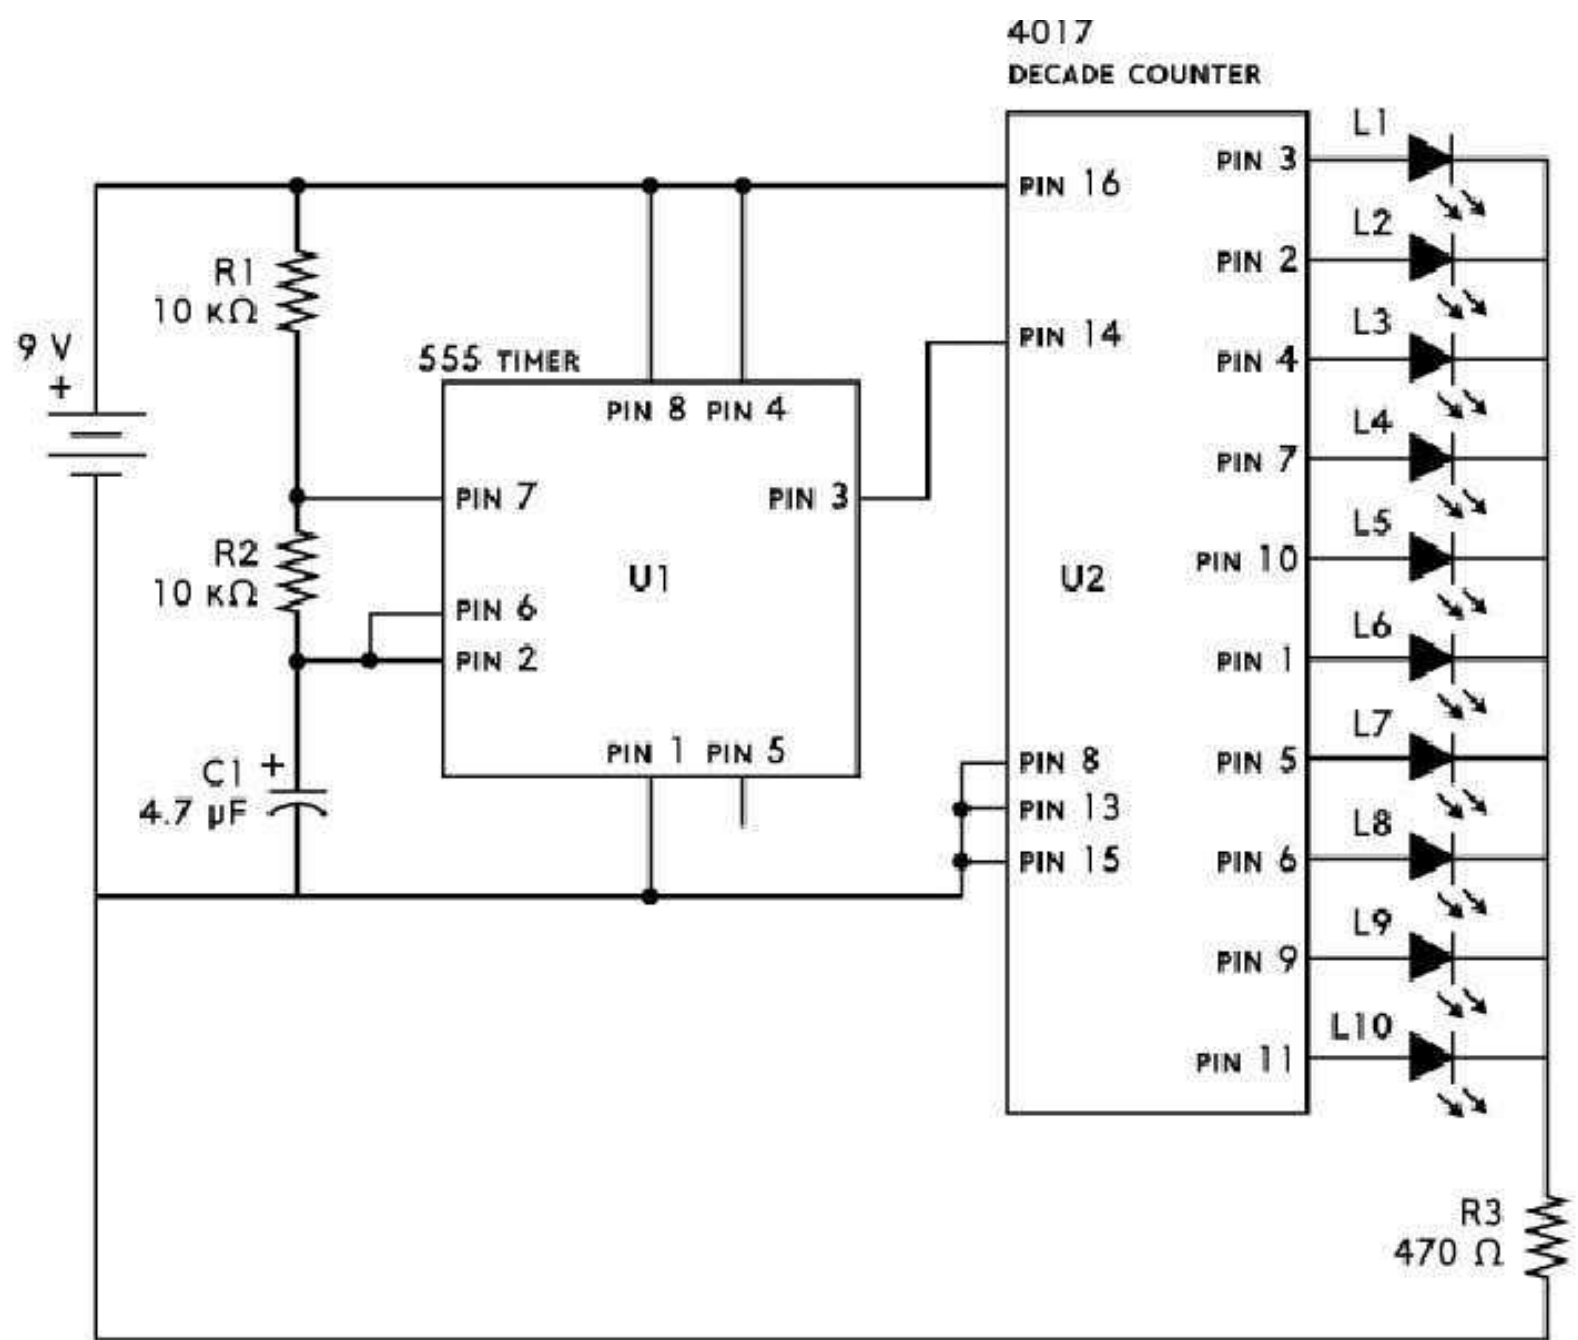 4017
DECADE COUNTER
L1
PIN 3
PIN 16
L2
PIN 2
R1
10 KΩ
L3
PIN 14
9 V
+
555 TIMER
PIN 4
PIN 8 PIN 4
L4
PIN 7
PIN 7
PIN 3
L5
R2
10 KΩ
U1
U2
PIN 10
PIN 6
L6
PIN 2
PIN 1
L7
PIN 1 PIN 5
PIN 8
PIN 5
C1 +
4.7 µF
PIN 13
L8
PIN 15
PIN 6
L9
PIN 9
L10
PIN 11
R3
470 Ω